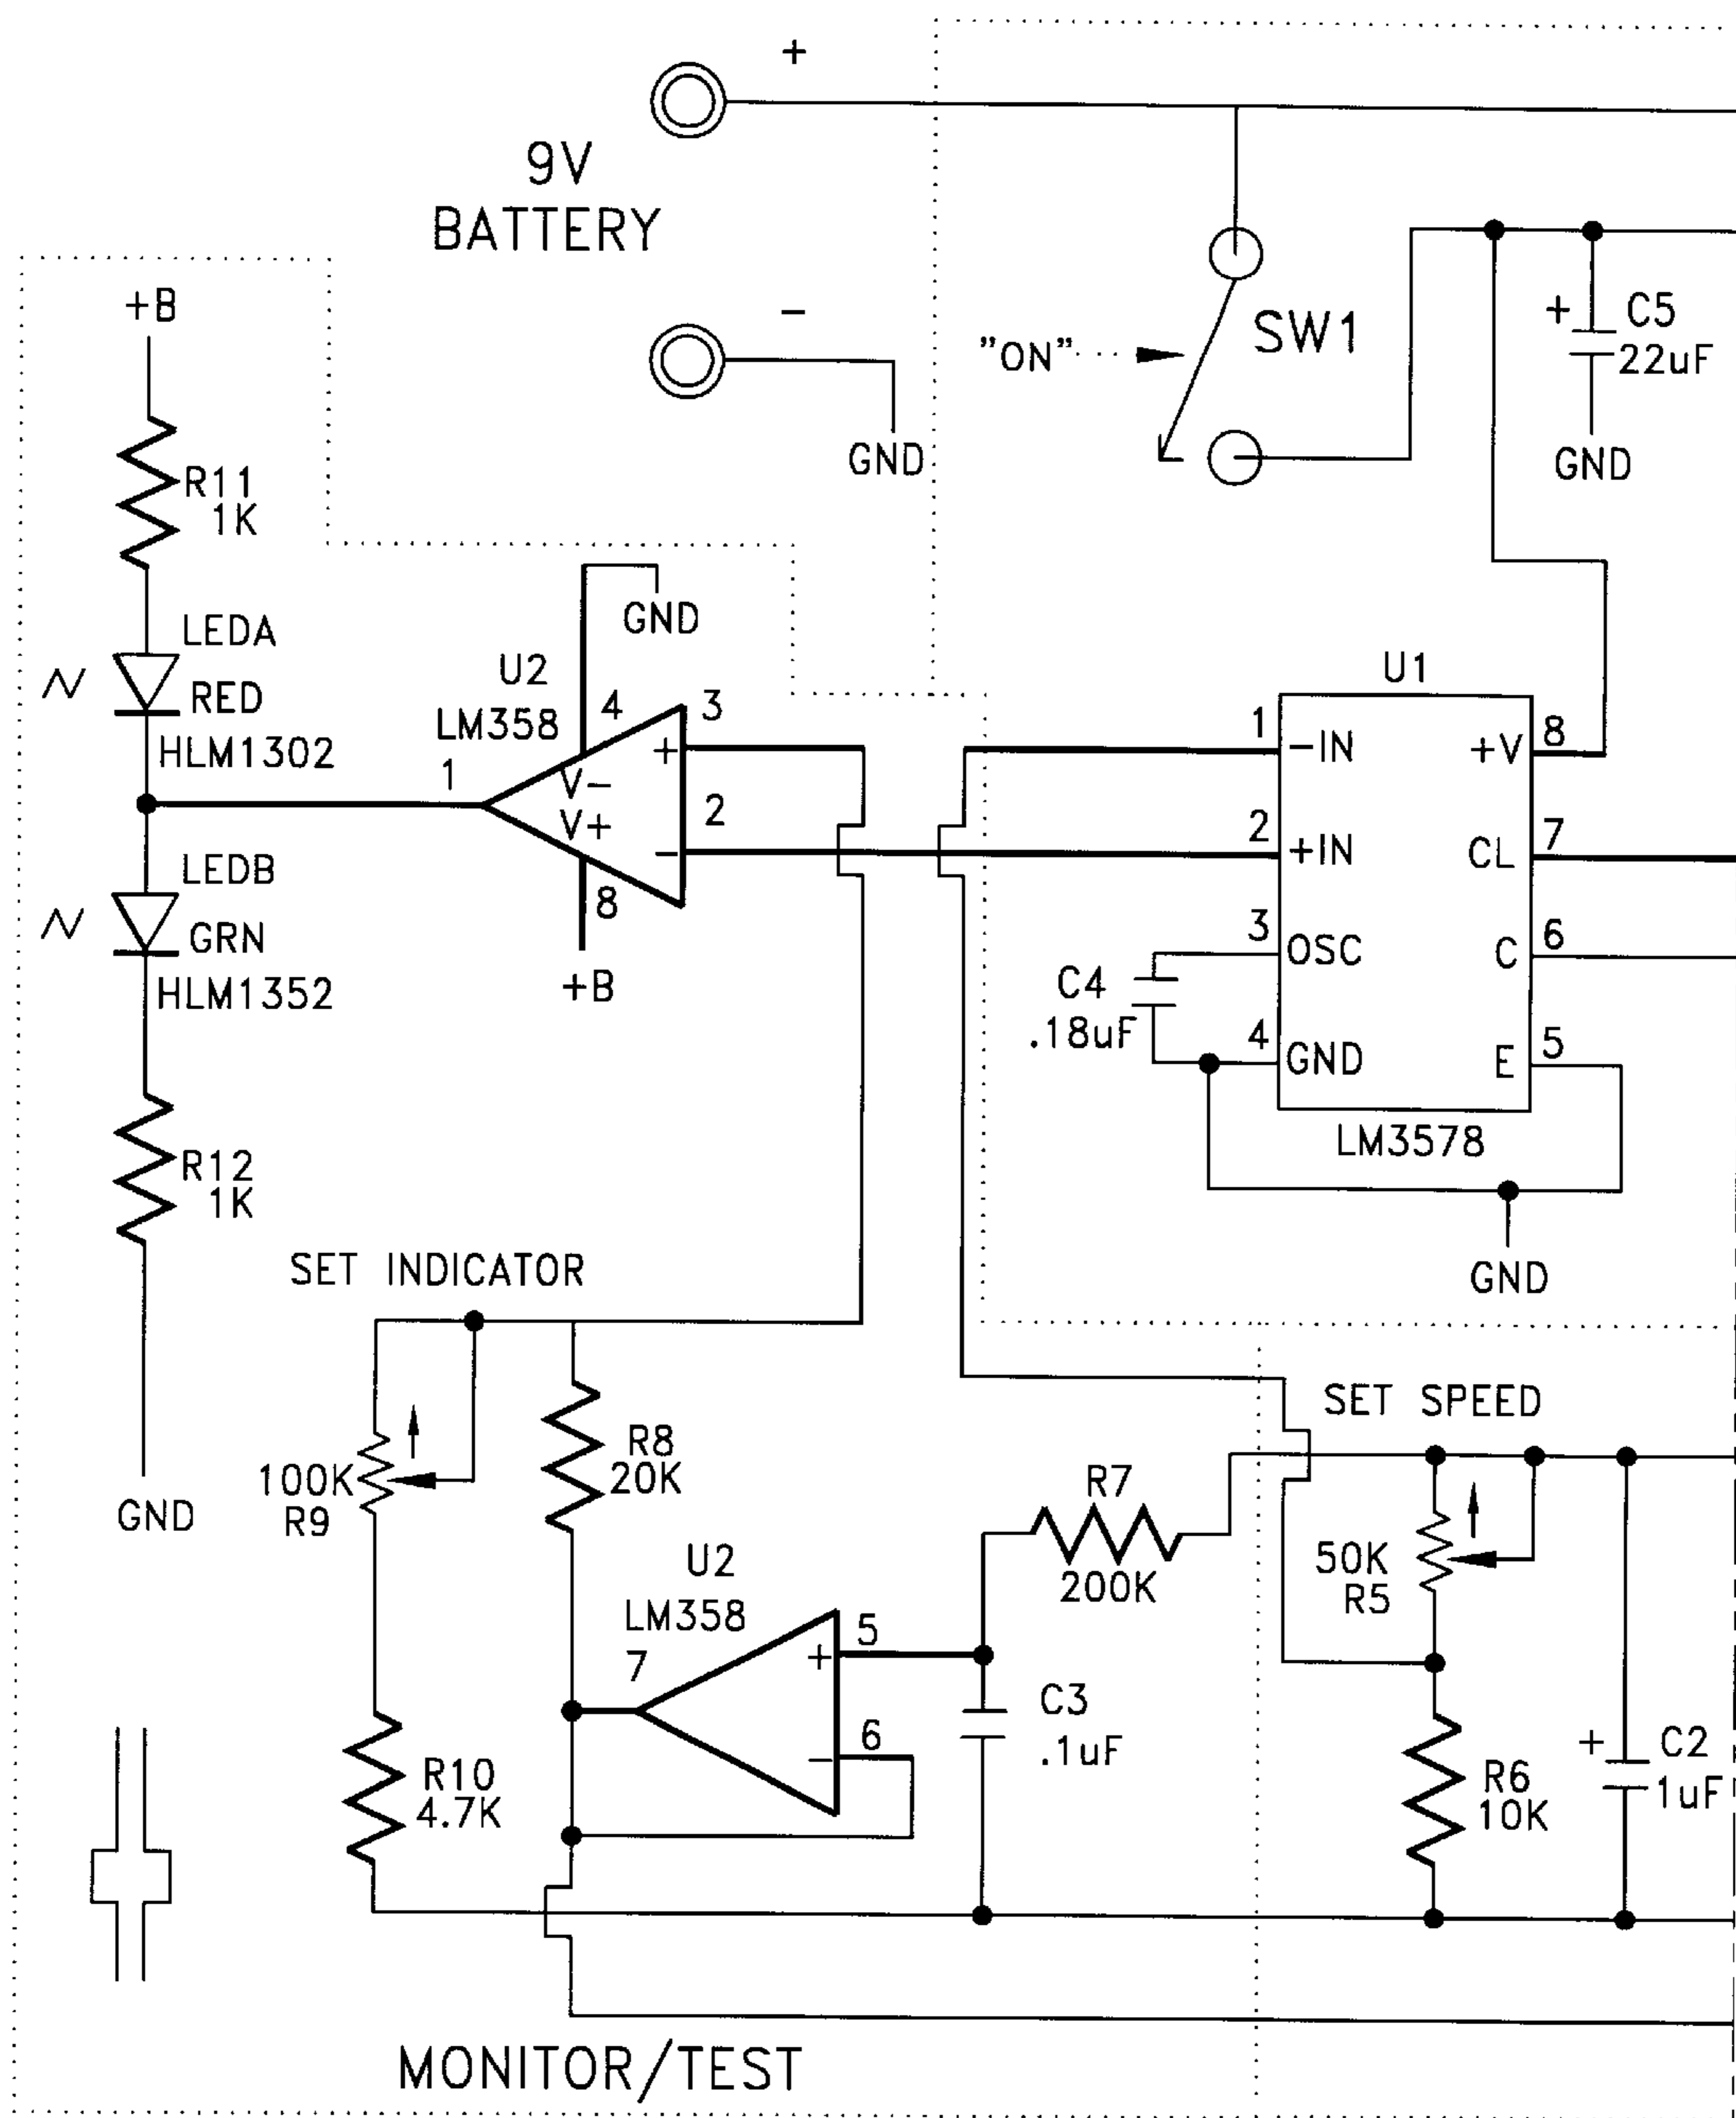 +
9V
BATTERY
-
GND
"ON"
SW1
+ C5
22uF
GND
+B
R11
1K
LEDA
RED
HLM1302
LEDB
GRN
HLM1352
R12
1K
GND
GND
U2
LM358
4
3
+
V-
1
V+
2
-
8
+B
U1
1
-IN
+V
8
2
+IN
CL
7
3
OSC
C
6
4
GND
E
5
LM3578
C4
.18uF
GND
SET INDICATOR
100K
R9
R8
20K
R10
4.7K
U2
LM358
7
5
+
6
-
R7
200K
C3
.1uF
SET SPEED
50K
R5
R6
10K
+ C2
1uF
MONITOR/TEST